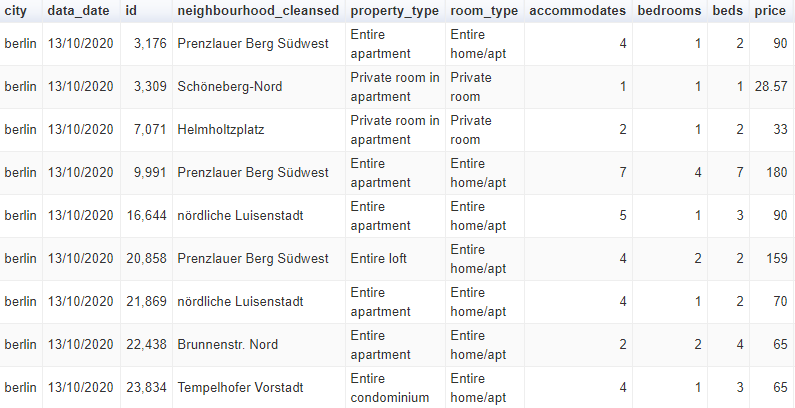 city data_date id neighbourhood_cleansed property_type room_type accommodates bedrooms beds price
berlin 13/10/2020 3,176 Prenzlauer Berg Südwest Entire apartment Entire home/apt 4 1 2 90
berlin 13/10/2020 3,309 Schöneberg-Nord Private room in apartment Private room 1 1 1 28.57
berlin 13/10/2020 7,071 Helmholtzplatz Private room in apartment Private room 2 1 2 33
berlin 13/10/2020 9,991 Prenzlauer Berg Südwest Entire apartment Entire home/apt 7 4 7 180
berlin 13/10/2020 16,644 nördliche Luisenstadt Entire apartment Entire home/apt 5 1 3 90
berlin 13/10/2020 20,858 Prenzlauer Berg Südwest Entire loft Entire home/apt 4 2 2 159
berlin 13/10/2020 21,869 nördliche Luisenstadt Entire apartment Entire home/apt 4 1 2 70
berlin 13/10/2020 22,438 Brunnenstr. Nord Entire apartment Entire home/apt 2 2 4 65
berlin 13/10/2020 23,834 Tempelhofer Vorstadt Entire condominium Entire home/apt 4 1 3 65